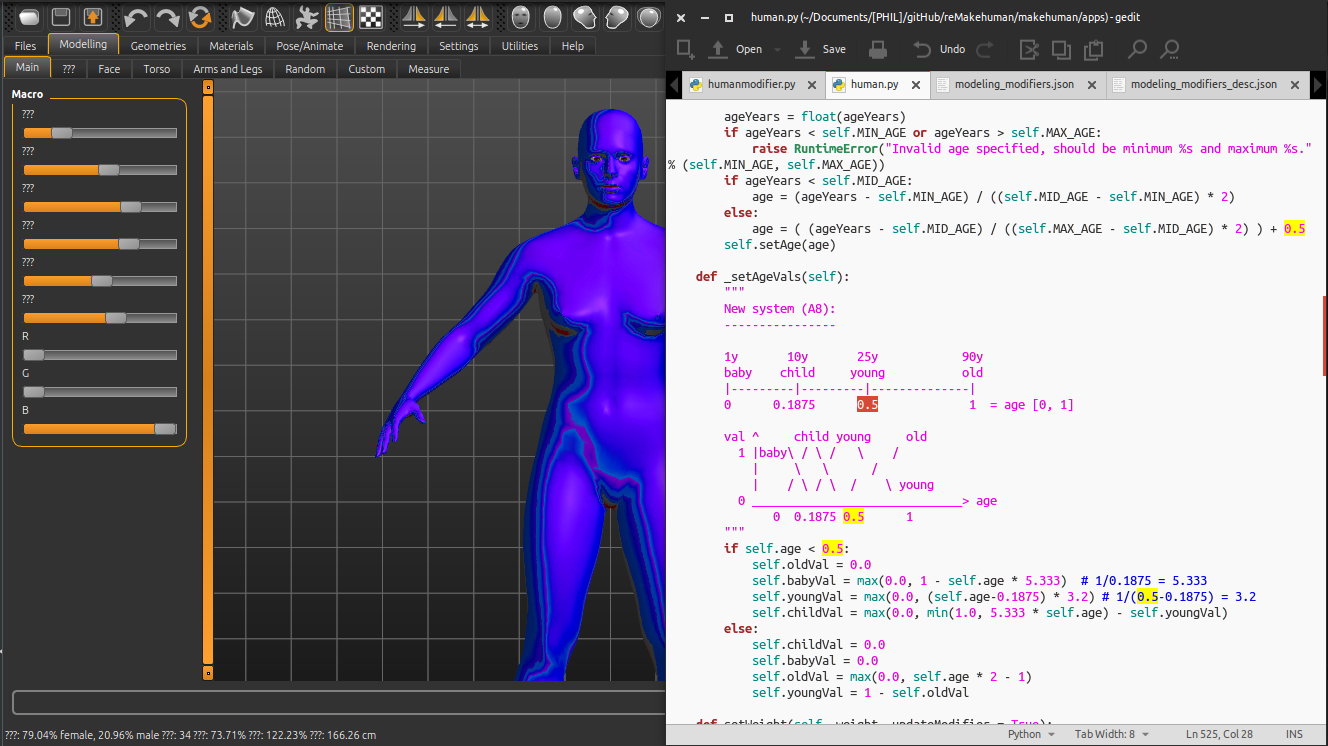 Files Modelling Geometries Materials Pose/Animate Rendering Settings Utilities Help
Main ??? Face Torso Arms and Legs Random Custom Measure
Macro
???
???
???
???
???
???
R
G
B
???: 79.04% female, 20.96% male ???: 34 ???: 73.71% ???: 122.23% ???: 166.26 cm
human.py (~/Documents/[PHIL]/gitHub/reMakehuman/makehuman/apps) - gedit
Open Save Undo
humanmodifier.py human.py modeling_modifiers.json modeling_modifiers_desc.json
ageYears = float(ageYears)
if ageYears < self.MIN_AGE or ageYears > self.MAX_AGE:
raise RuntimeError("Invalid age specified, should be minimum %s and maximum %s."
% (self.MIN_AGE, self.MAX_AGE))
if ageYears < self.MID_AGE:
age = (ageYears - self.MIN_AGE) / ((self.MID_AGE - self.MIN_AGE) * 2)
else:
age = ( (ageYears - self.MID_AGE) / ((self.MAX_AGE - self.MID_AGE) * 2) ) + 0.5
self.setAge(age)
def _setAgeVals(self):
"""
New system (A8):
----------------
1y 10y 25y 90y
baby child young old
|---------|---------|--------------|
0 0.1875 0.5 1 = age [0, 1]
val ^ child young old
1 |baby\ / \ / \ /
| \ \ /
| / \ / \ / \ young
0 ______________________________> age
0 0.1875 0.5 1
"""
if self.age < 0.5:
self.oldVal = 0.0
self.babyVal = max(0.0, 1 - self.age * 5.333) # 1/0.1875 = 5.333
self.youngVal = max(0.0, (self.age-0.1875) * 3.2) # 1/(0.5-0.1875) = 3.2
self.childVal = max(0.0, min(1.0, 5.333 * self.age) - self.youngVal)
else:
self.childVal = 0.0
self.babyVal = 0.0
self.oldVal = max(0.0, self.age * 2 - 1)
self.youngVal = 1 - self.oldVal
def setWeight(self, weight, updateModifier = True):
Python Tab Width: 8 Ln 525, Col 28 INS